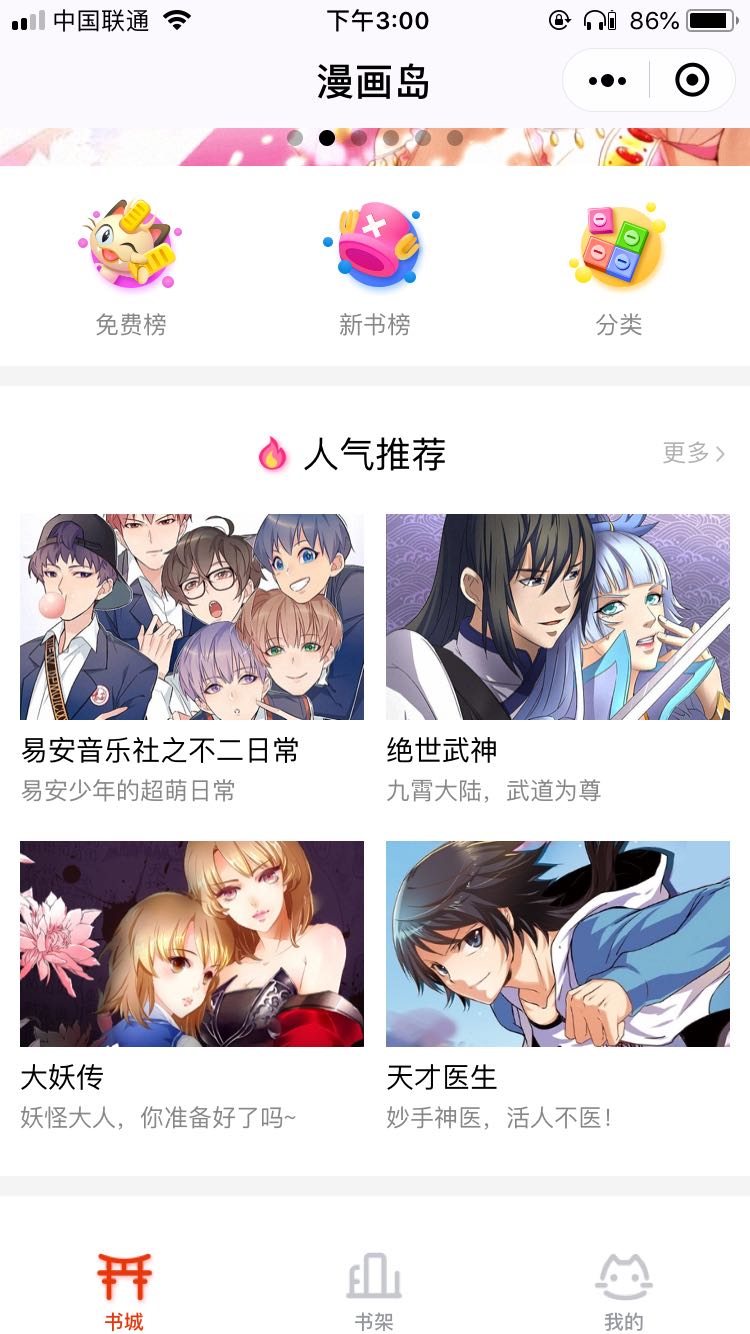 中国联通 下午3:00 86%
漫画岛
免费榜 新书榜 分类
人气推荐 更多
易安音乐社之不二日常 绝世武神
易安少年的超萌日常 九霄大陆，武道为尊
大妖传 天才医生
妖怪大人，你准备好了吗~ 妙手神医，活人不医！
书城 书架 我的